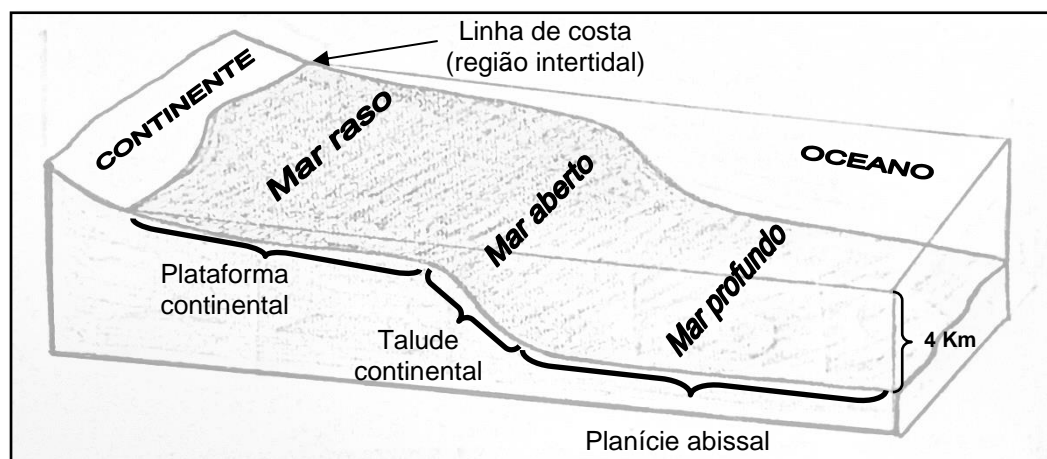 Linha de costa
(região intertidal)
CONTINENTE
Mar raso
OCEANO
Mar aberto
Mar profundo
Plataforma
continental
Talude
continental
4 Km
Planície abissal